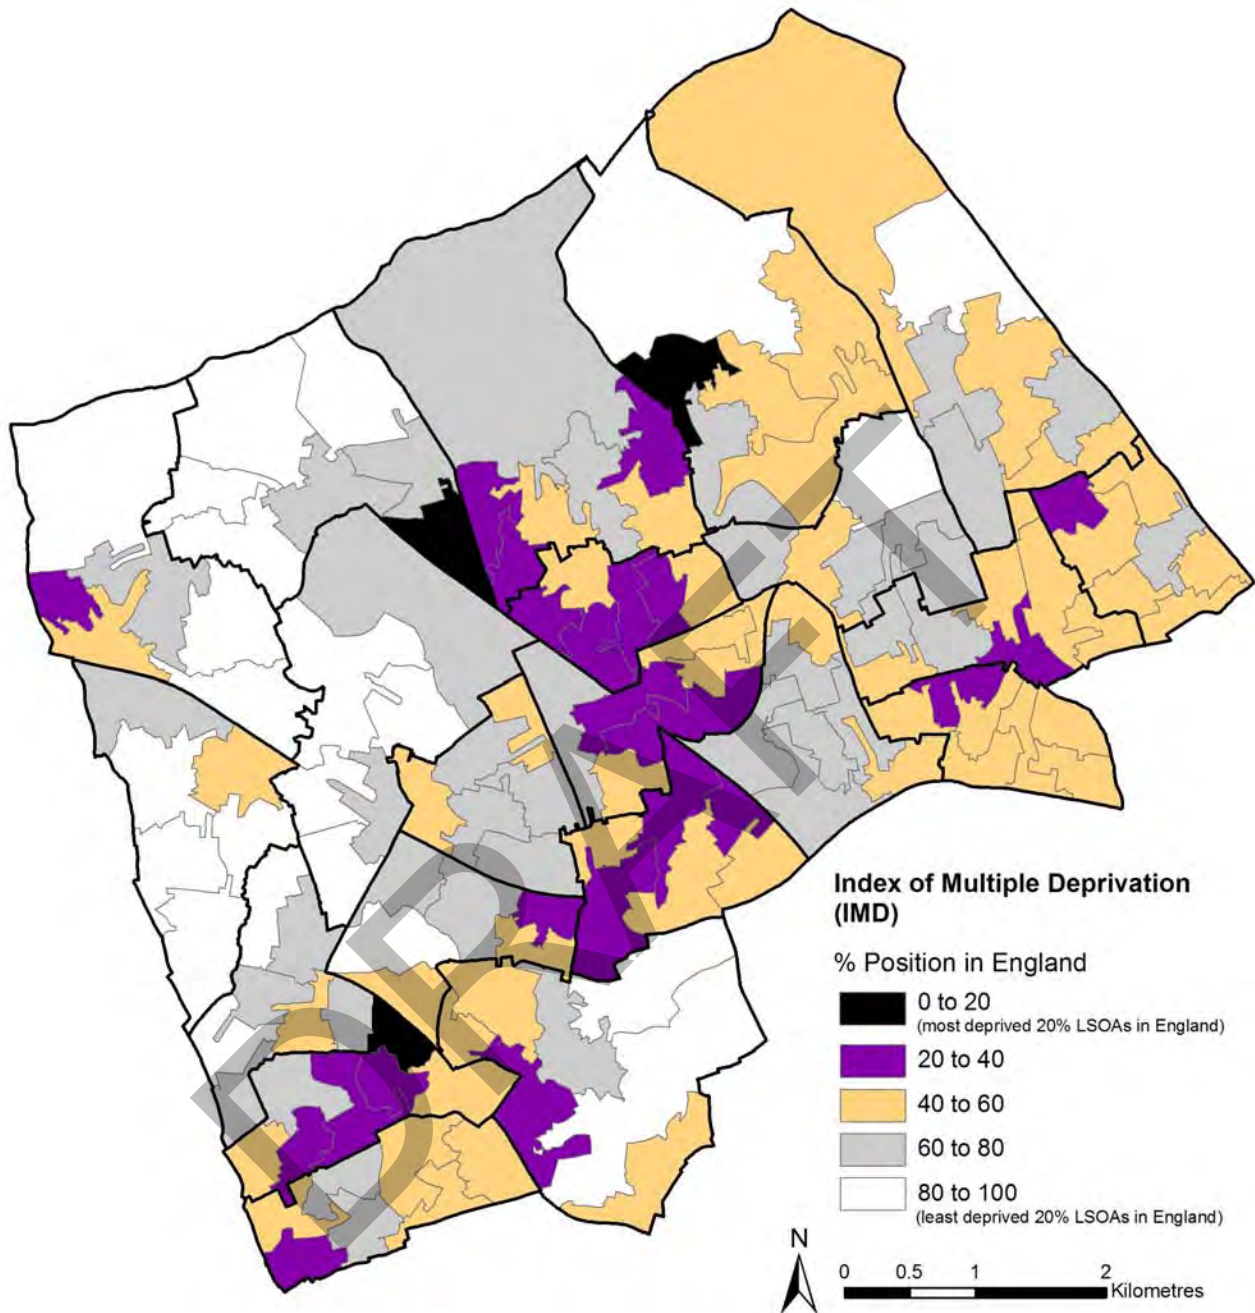 DRAFT
Index of Multiple Deprivation
(IMD)
% Position in England
0 to 20
(most deprived 20% LSOAs in England)
20 to 40
40 to 60
60 to 80
80 to 100
(least deprived 20% LSOAs in England)
N
0 0.5 1 2
Kilometres